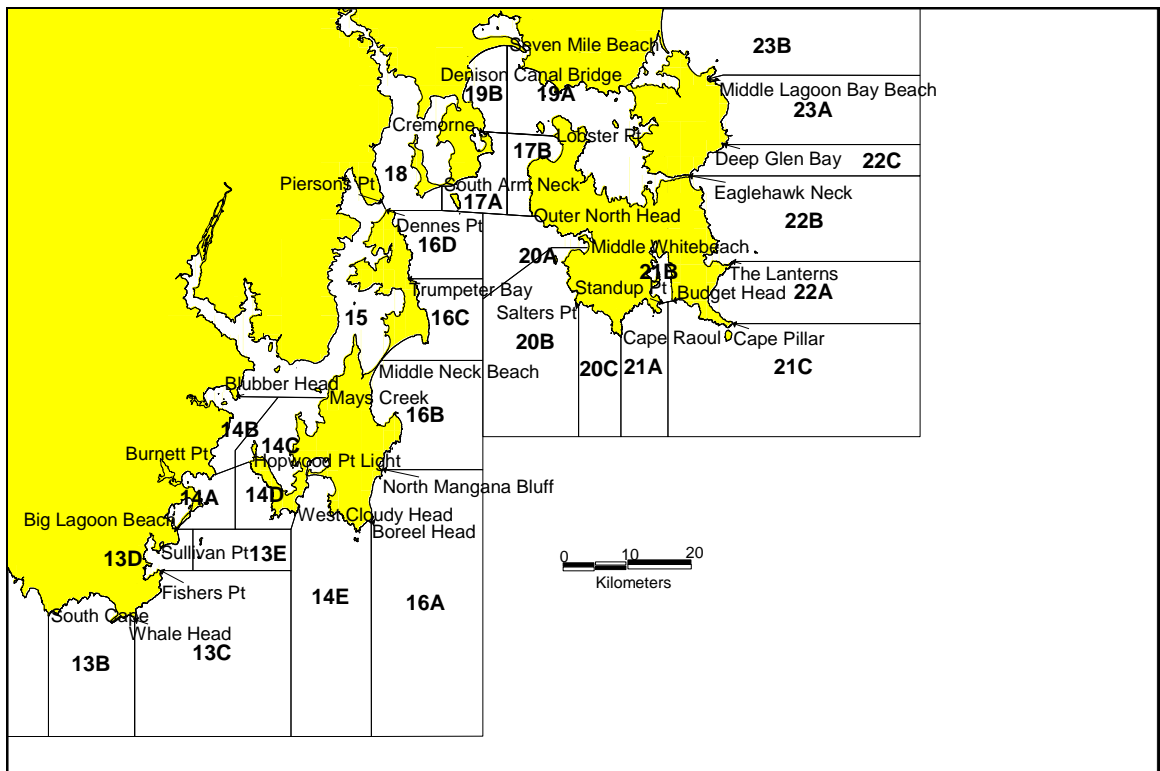 Seven Mile Beach
23B
Denison Canal Bridge
Middle Lagoon Bay Beach
19B
19A
23A
Cremorne
Lobster Pt
17B
Deep Glen Bay
22C
18
Piersons Pt
South Arm Neck
Eaglehawk Neck
17A
Outer North Head
22B
Dennes Pt
16D
Middle Whitebeach
20A
21B
The Lanterns
Trumpeter Bay
Standup Pt
Budget Head
22A
15
16C
Salters Pt
20B
Cape Raoul
Cape Pillar
20C
21A
21C
Middle Neck Beach
Blubber Head
Mays Creek
16B
14B
14C
Burnett Pt
Hopwood Pt Light
North Mangana Bluff
14A
14D
Big Lagoon Beach
West Cloudy Head
Boreel Head
13D
Sullivan Pt
13E
0
10
20
Kilometers
Fishers Pt
14E
16A
South Cape
Whale Head
13B
13C